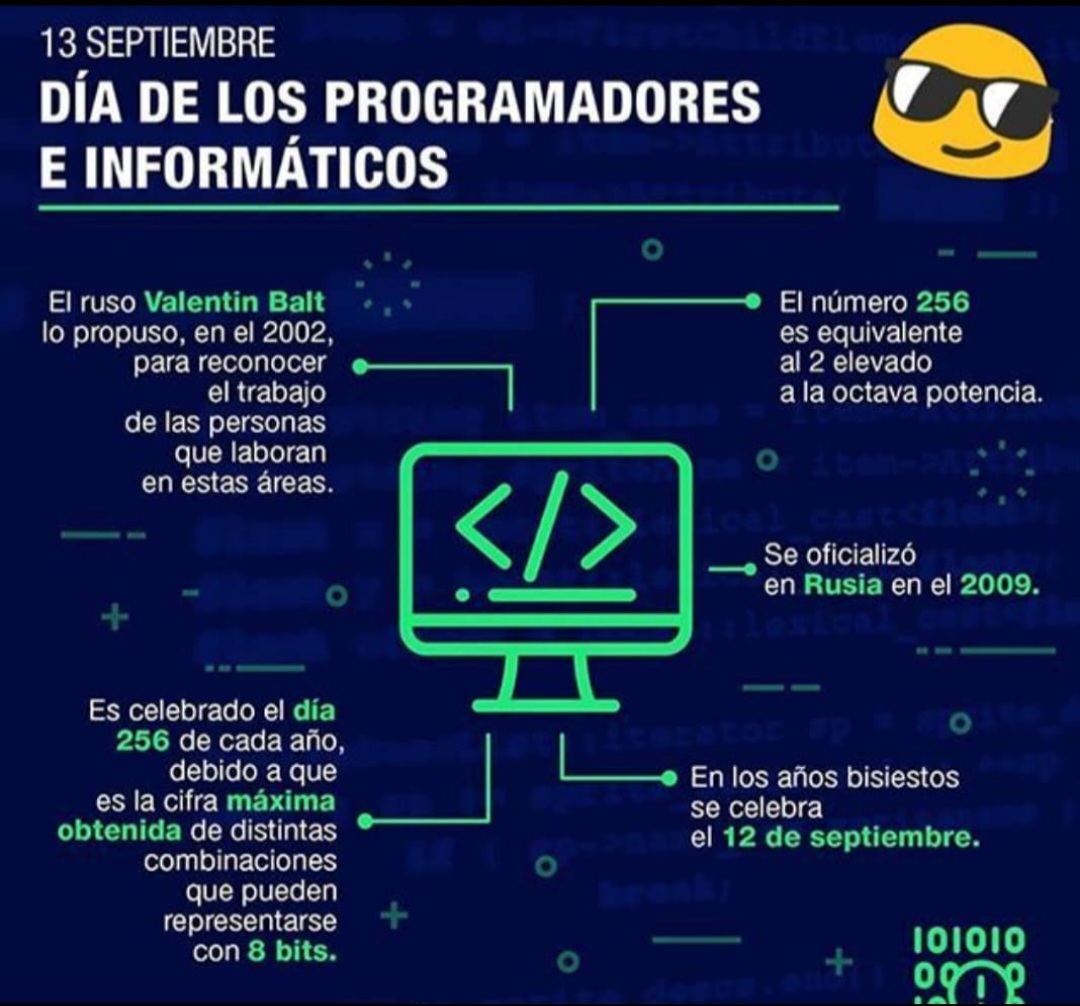 13 SEPTIEMBRE
DÍA DE LOS PROGRAMADORES
E INFORMÁTICOS
El ruso Valentin Balt
lo propuso, en el 2002,
para reconocer
el trabajo
de las personas
que laboran
en estas áreas.
El número 256
es equivalente
al 2 elevado
a la octava potencia.
Se oficializó
en Rusia en el 2009.
Es celebrado el día
256 de cada año,
debido a que
es la cifra máxima
obtenida de distintas
combinaciones
que pueden
representarse
con 8 bits.
En los años bisiestos
se celebra
el 12 de septiembre.
101010